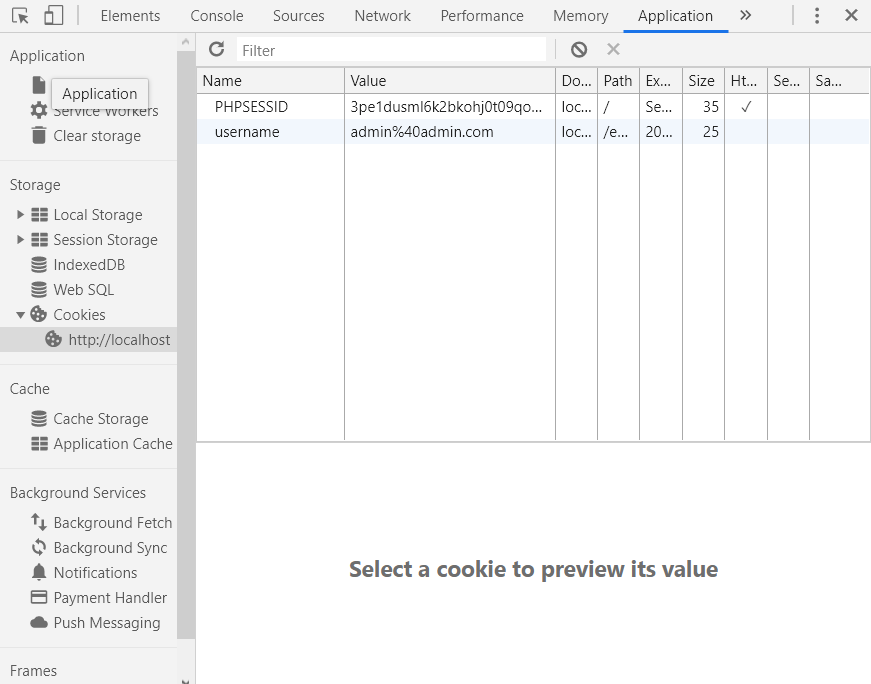 Elements Console Sources Network Performance Memory Application
Application
Application
Service Workers
Clear storage
Storage
Local Storage
Session Storage
IndexedDB
Web SQL
Cookies
http://localhost
Cache
Cache Storage
Application Cache
Background Services
Background Fetch
Background Sync
Notifications
Payment Handler
Push Messaging
Frames
Filter
Name Value Do... Path Ex... Size Ht... Se... Sa...
PHPSESSID 3pe1dusml6k2bkohj0t09qo... loc... / Se... 35 ✓
username admin%40admin.com loc... /e... 20... 25
Select a cookie to preview its value